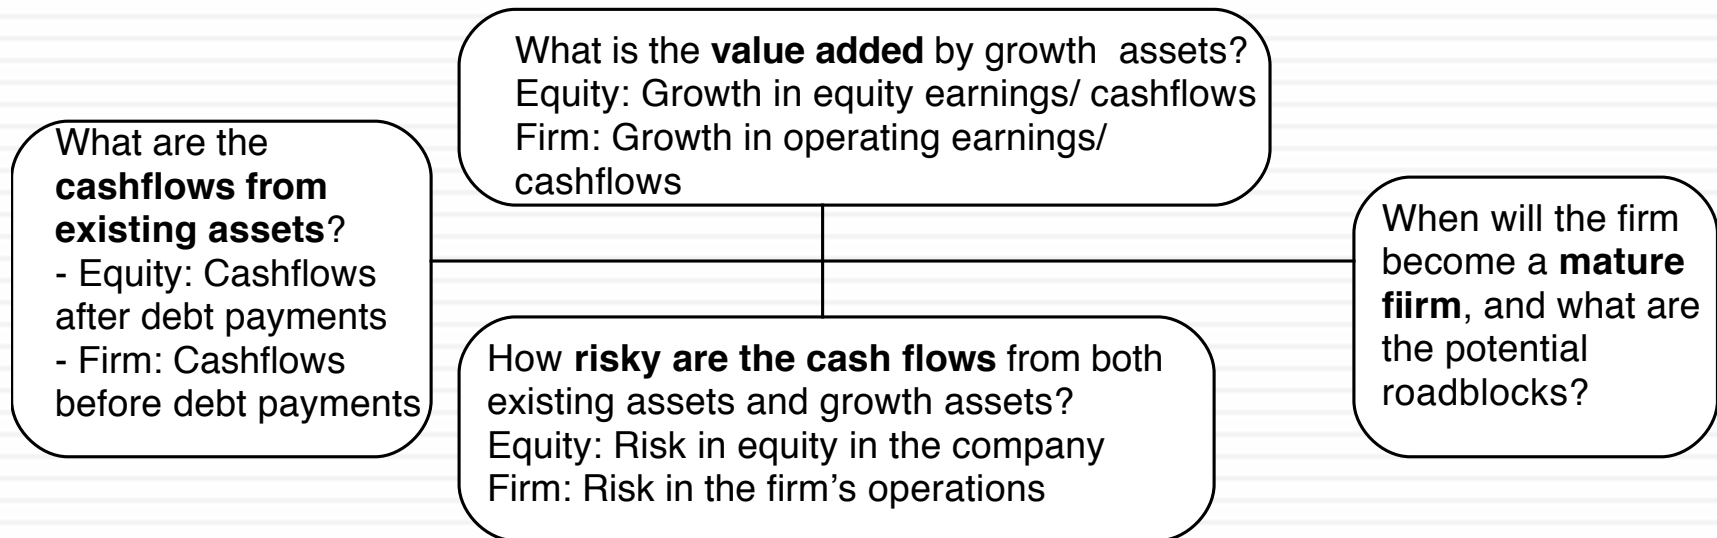 What is the value added by growth assets?
Equity: Growth in equity earnings/ cashflows
Firm: Growth in operating earnings/
cashflows
What are the
cashflows from
existing assets?
- Equity: Cashflows
after debt payments
- Firm: Cashflows
before debt payments
When will the firm
become a mature
fiirm, and what are
the potential
roadblocks?
How risky are the cash flows from both
existing assets and growth assets?
Equity: Risk in equity in the company
Firm: Risk in the firm’s operations